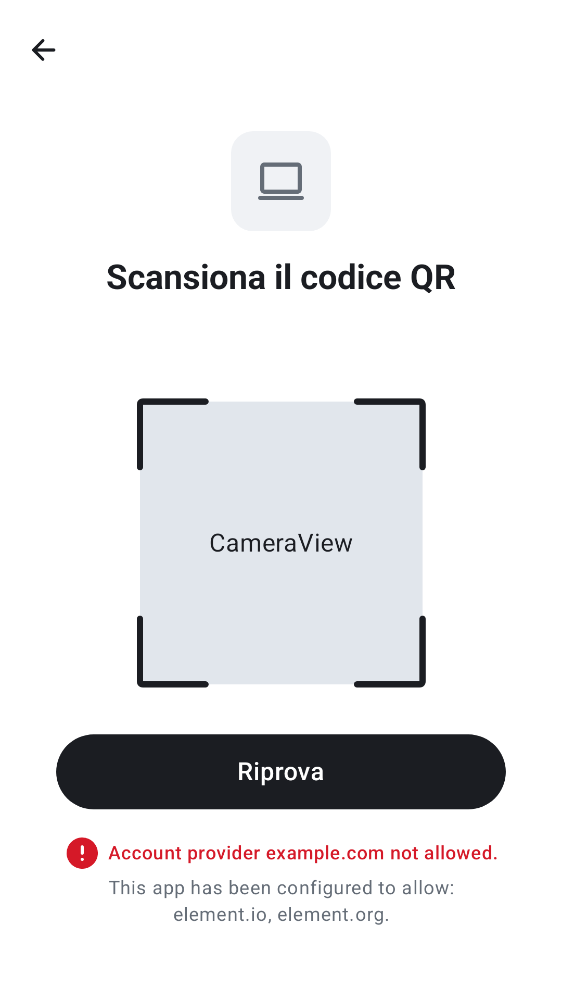 Scansiona il codice QR
CameraView
Riprova
Account provider example.com not allowed.
This app has been configured to allow:
element.io, element.org.